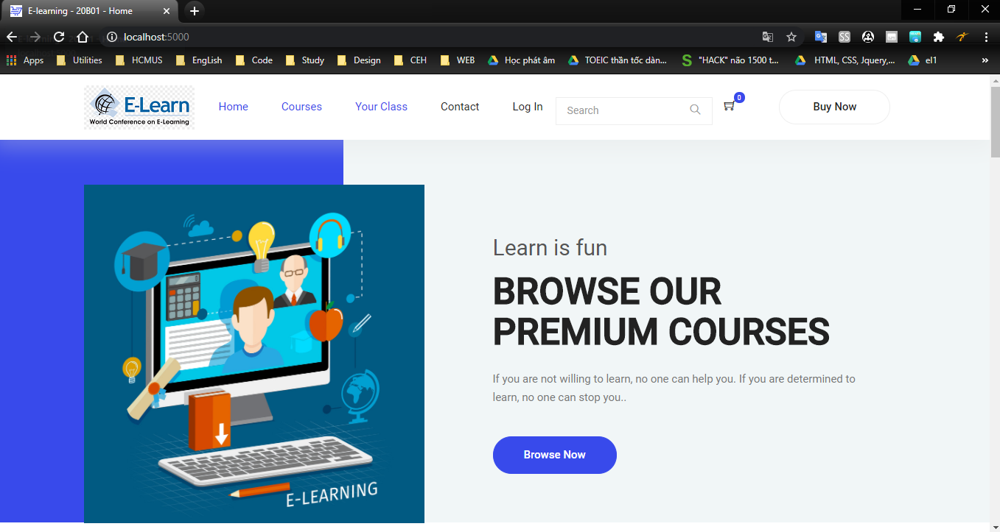 E-learning - 20B01 - Home
localhost:5000
Apps Utilities HCMUS EngLish Code Study Design CEH WEB Học phát âm TOEIC thần tốc dàn... "HACK" não 1500 t... HTML, CSS, Jquery,... el1 »
E-Learn
World Conference on E-Learning
Home Courses Your Class Contact Log In Search 0 Buy Now
Learn is fun
BROWSE OUR
PREMIUM COURSES
If you are not willing to learn, no one can help you. If you are determined to
learn, no one can stop you..
Browse Now
E-LEARNING